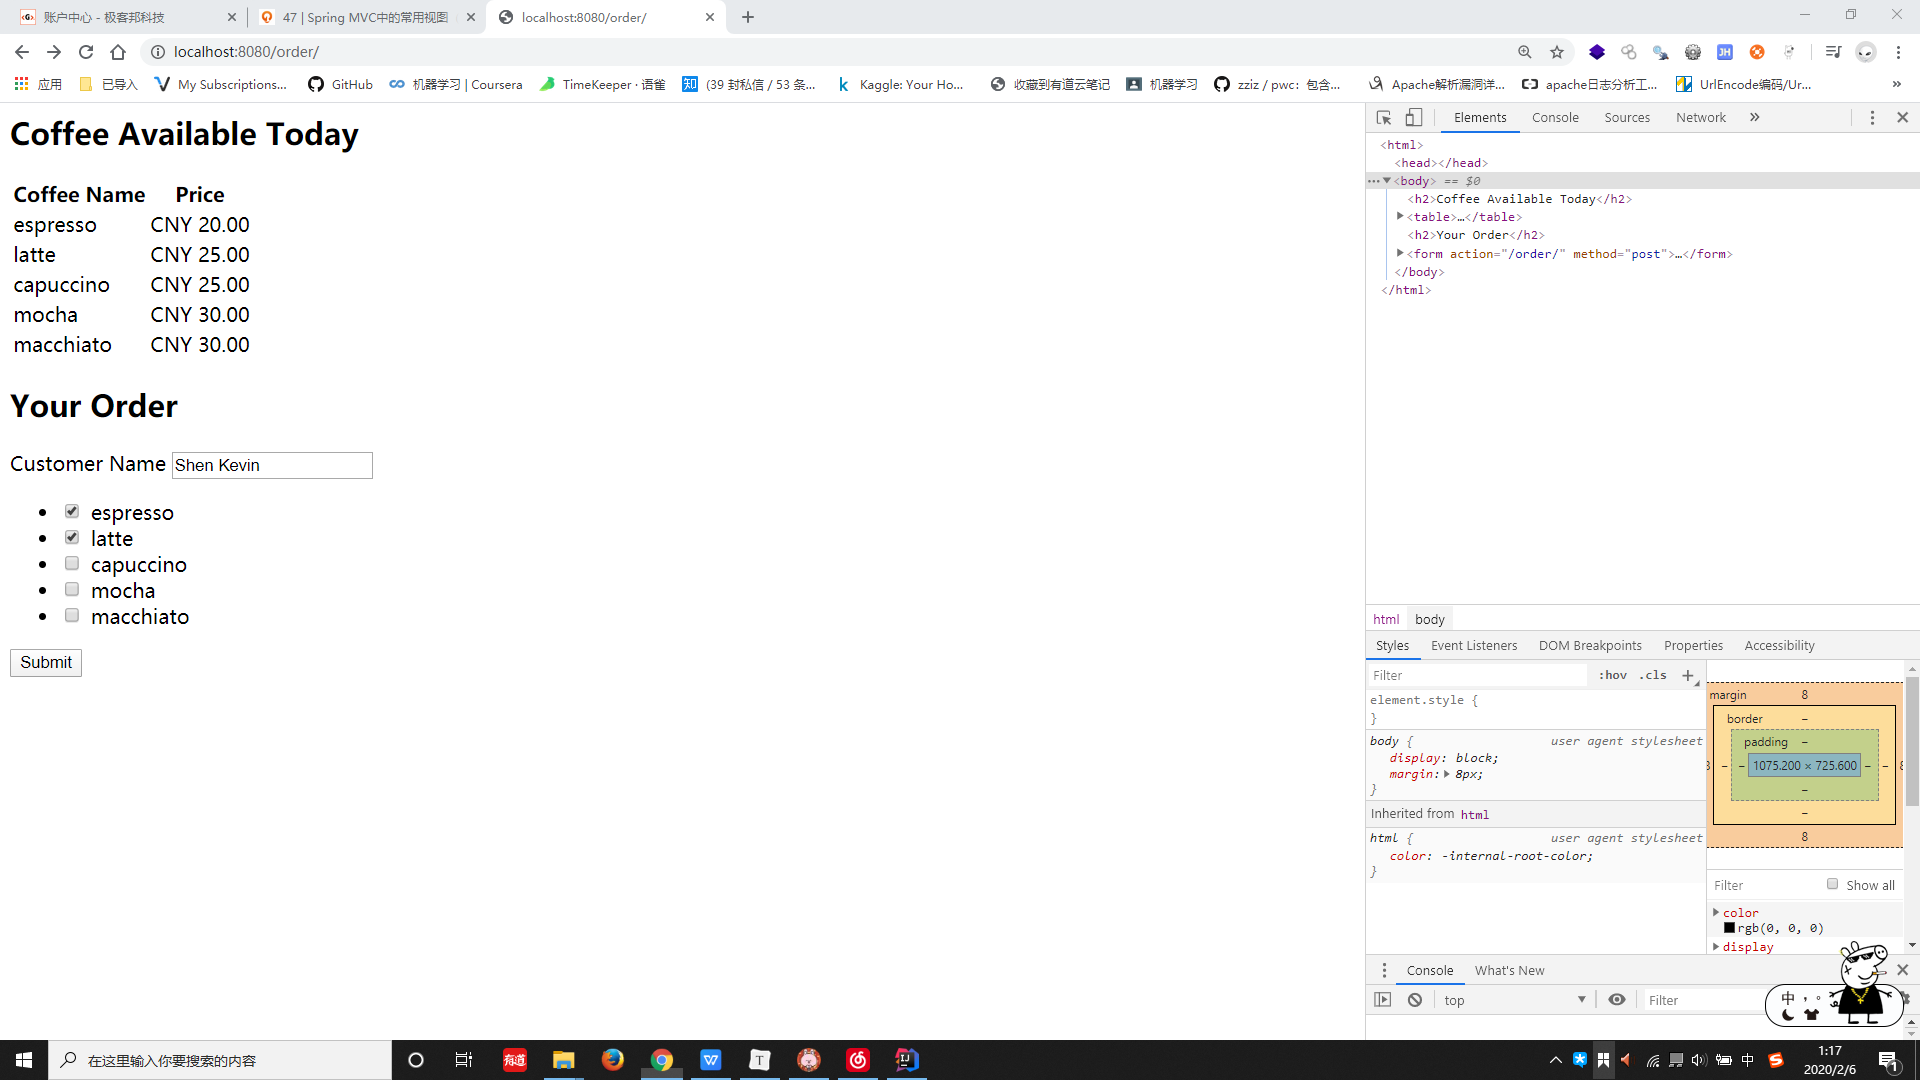 账户中心 - 极客邦科技
47 | Spring MVC中的常用视图
localhost:8080/order/
localhost:8080/order/
应用
已导入
My Subscriptions...
GitHub
机器学习 | Coursera
TimeKeeper · 语雀
知 (39 封私信 / 53 条...
k Kaggle: Your Ho...
收藏到有道云笔记
机器学习
zziz / pwc：包含...
Apache解析漏洞详...
apache日志分析工...
UrlEncode编码/Ur...
»
Coffee Available Today
Coffee Name Price
espresso CNY 20.00
latte CNY 25.00
capuccino CNY 25.00
mocha CNY 30.00
macchiato CNY 30.00
Your Order
Customer Name Shen Kevin
espresso
latte
capuccino
mocha
macchiato
Submit
Elements Console Sources Network »
<html>
<head></head>
<body> == $0
<h2>Coffee Available Today</h2>
<table>…</table>
<h2>Your Order</h2>
<form action="/order/" method="post">…</form>
</body>
</html>
html body
Styles Event Listeners DOM Breakpoints Properties Accessibility
Filter :hov .cls +
element.style {
}
body { user agent stylesheet
display: block;
margin: 8px;
}
Inherited from html
html { user agent stylesheet
color: -internal-root-color;
}
margin 8
border –
padding –
8 – – 1075.200 × 725.600 – – 8
–
–
8
Filter Show all
color
rgb(0, 0, 0)
display
Console What's New
top Filter
中 ， 。
在这里输入你要搜索的内容
有道
W
T
IJ
中
S
1:17
2020/2/6
1